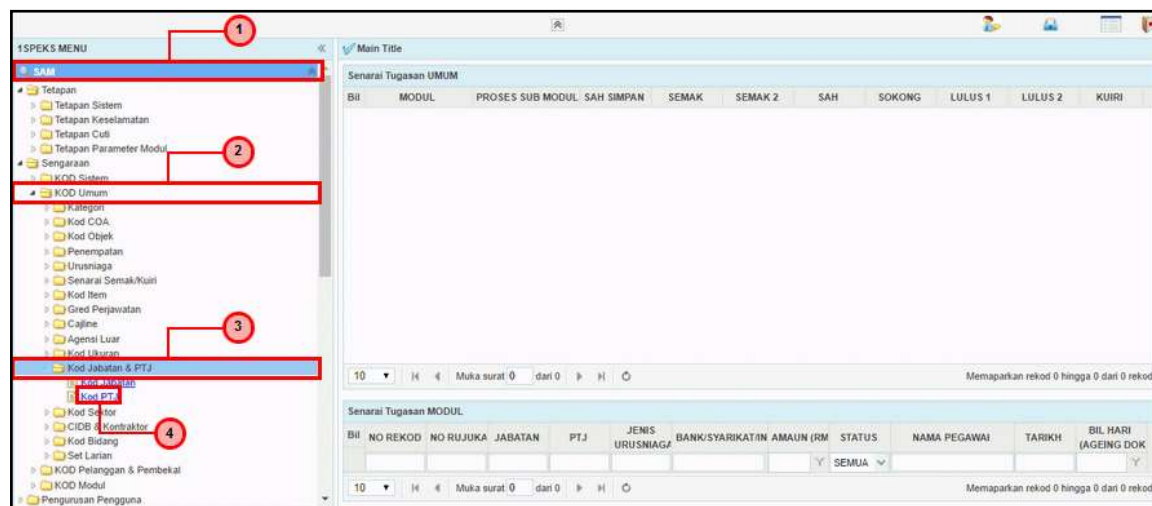 1
1SPEKS MENU
Main Title
SAM
Tetapan
Tetapan Sistem
Tetapan Keselamatan
Tetapan Cuti
Tetapan Parameter Modul
2
Sengaraan
KOD Sistem
KOD Umum
Kategori
Kod COA
Kod Objek
Penempatan
Urusniaga
Senarai Semak/Kuiri
Kod Item
Gred Perjawatan
Cajline
3
Agensi Luar
Kod Ukuran
Kod Jabatan & PTJ
Kod Jabatan
Kod PTJ
Kod Sektor
CIDB & Kontraktor
4
Kod Bidang
Set Larian
KOD Pelanggan & Pembekal
KOD Modul
Pengurusan Pengguna
Senarai Tugasan UMUM
Bil MODUL PROSES SUB MODUL SAH SIMPAN SEMAK SEMAK 2 SAH SOKONG LULUS 1 LULUS 2 KUIRI
10 Muka surat 0 dari 0 Memaparkan rekod 0 hingga 0 dari 0 rekod
Senarai Tugasan MODUL
Bil NO REKOD NO RUJUKA JABATAN PTJ JENIS URUSNIAGA BANK/SYARIKAT/IN AMAUN (RM STATUS NAMA PEGAWAI TARIKH BIL HARI (AGEING DOK
SEMUA
10 Muka surat 0 dari 0 Memaparkan rekod 0 hingga 0 dari 0 rekod